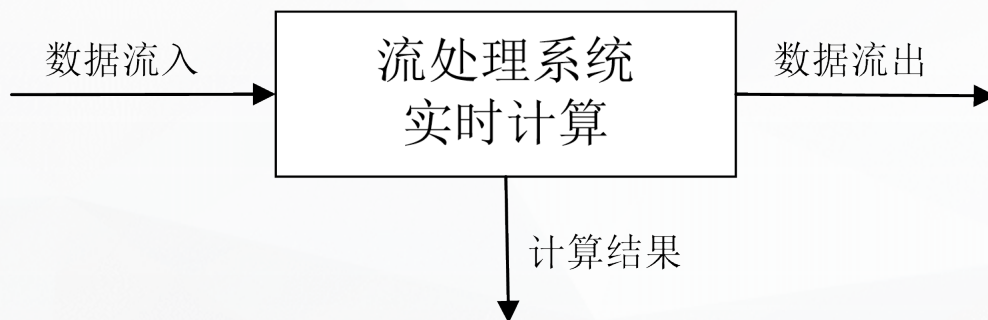 数据流入
流处理系统
实时计算
数据流出
计算结果